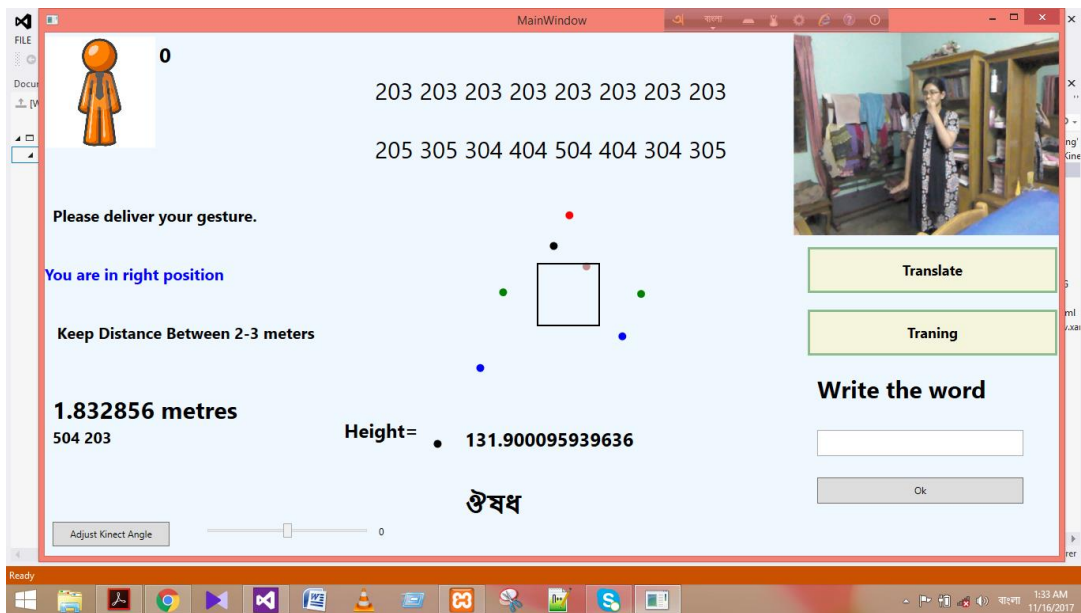 MainWindow
বাংলা
FILE
Docum
0
203 203 203 203 203 203 203 203
205 305 304 404 504 404 304 305
Please deliver your gesture.
You are in right position
Keep Distance Between 2-3 meters
Translate
Traning
Write the word
1.832856 metres
504 203
Height=
131.900095939636
ঔষধ
Ok
Adjust Kinect Angle
0
Ready
বাংলা
1:33 AM
11/16/2017